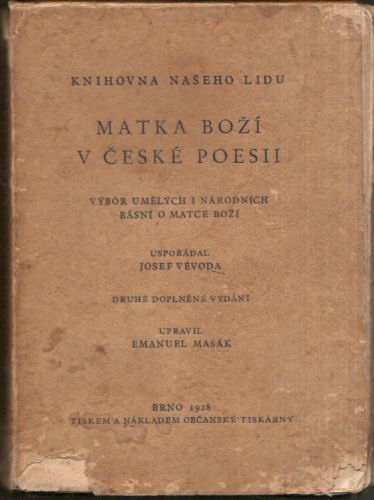 KNIHOVNA NAŠEHO LIDU
MATKA BOŽÍ
V ČESKÉ POESII
VÝBOR UMĚLÝCH I NÁRODNÍCH
BÁSNÍ O MATCE BOŽÍ
USPOŘÁDAL
JOSEF VÉVODA
DRUHÉ DOPLNĚNÉ VYDÁNÍ
UPRAVIL
EMANUEL MASÁK
BRNO 1928
TISKEM A NÁKLADEM OBČANSKÉ TISKÁRNY